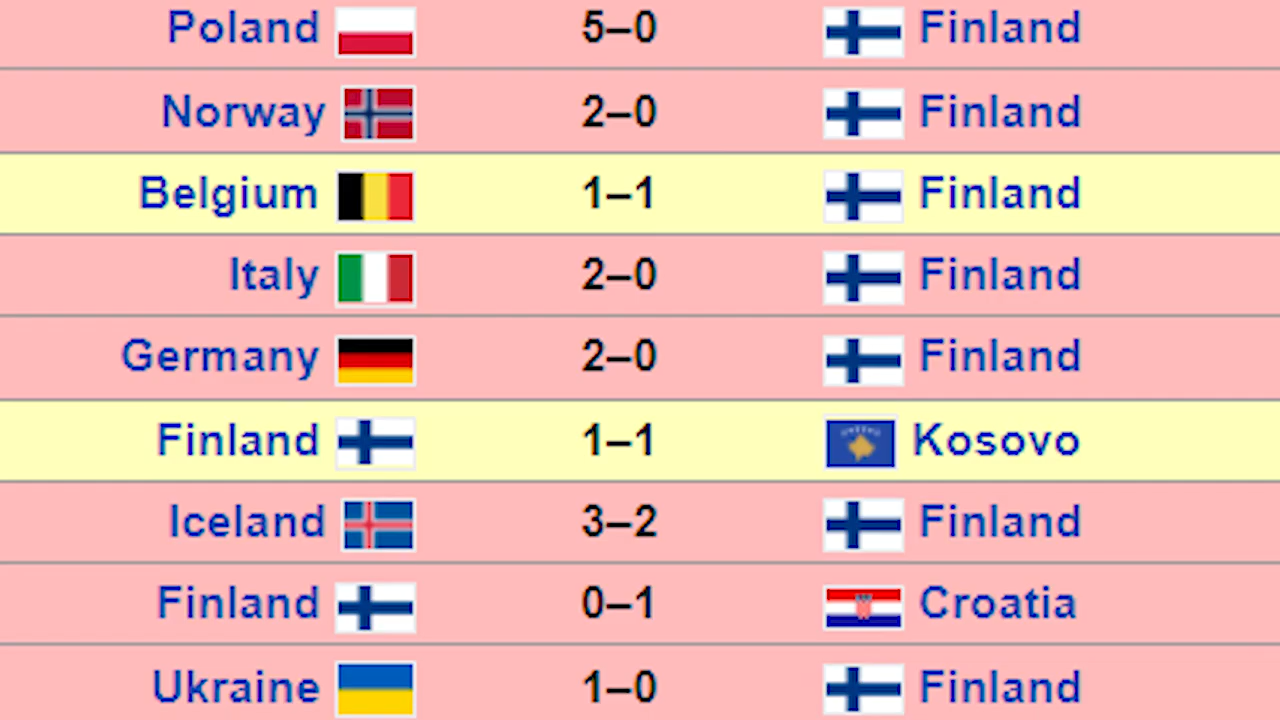 Poland 5–0 Finland
Norway 2–0 Finland
Belgium 1–1 Finland
Italy 2–0 Finland
Germany 2–0 Finland
Finland 1–1 Kosovo
Iceland 3–2 Finland
Finland 0–1 Croatia
Ukraine 1–0 Finland